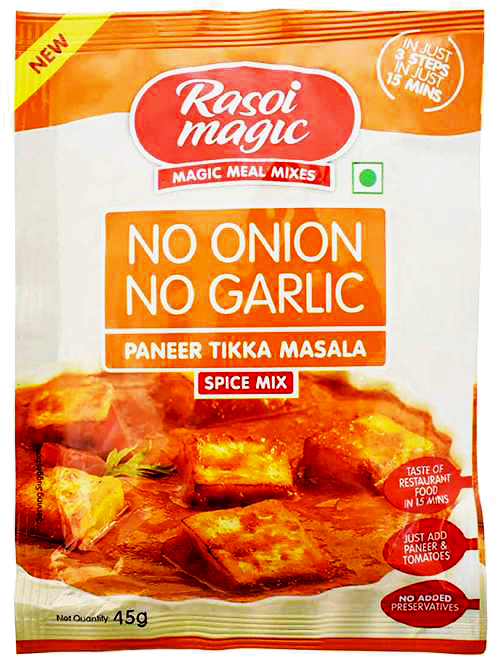 NEW
IN JUST
3 STEPS
IN JUST
15 MINS
Rasoi
magic
MAGIC MEAL MIXES
NO ONION
NO GARLIC
PANEER TIKKA MASALA
SPICE MIX
TASTE OF
RESTAURANT
FOOD
IN 15 MINS
JUST ADD
PANEER &
TOMATOES
NO ADDED
PRESERVATIVES
Net Quantity: 45g